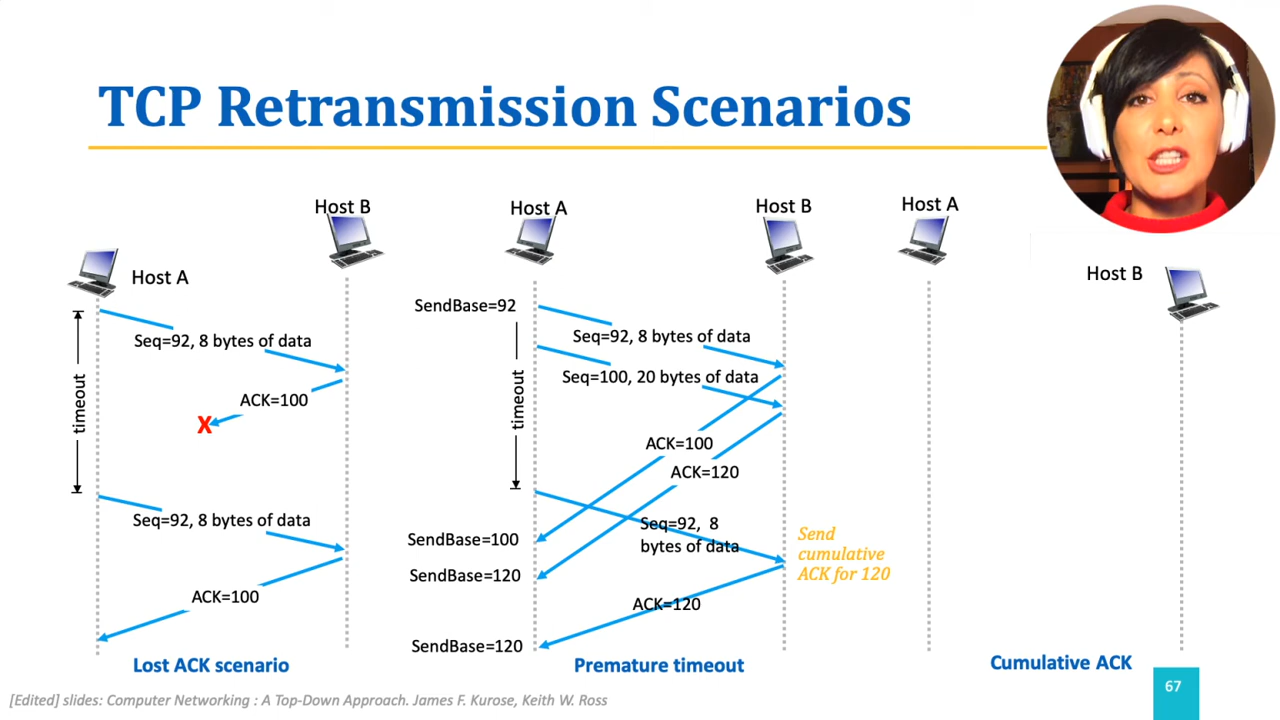 TCP Retransmission Scenarios
Host B
Host A
timeout
Seq=92, 8 bytes of data
ACK=100
X
Seq=92, 8 bytes of data
ACK=100
Lost ACK scenario
Host A
Host B
SendBase=92
timeout
Seq=92, 8 bytes of data
Seq=100, 20 bytes of data
ACK=100
ACK=120
Seq=92, 8
bytes of data
SendBase=100
SendBase=120
Send
cumulative
ACK for 120
ACK=120
SendBase=120
Premature timeout
Host A
Host B
Cumulative ACK
67
[Edited] slides: Computer Networking : A Top-Down Approach. James F. Kurose, Keith W. Ross